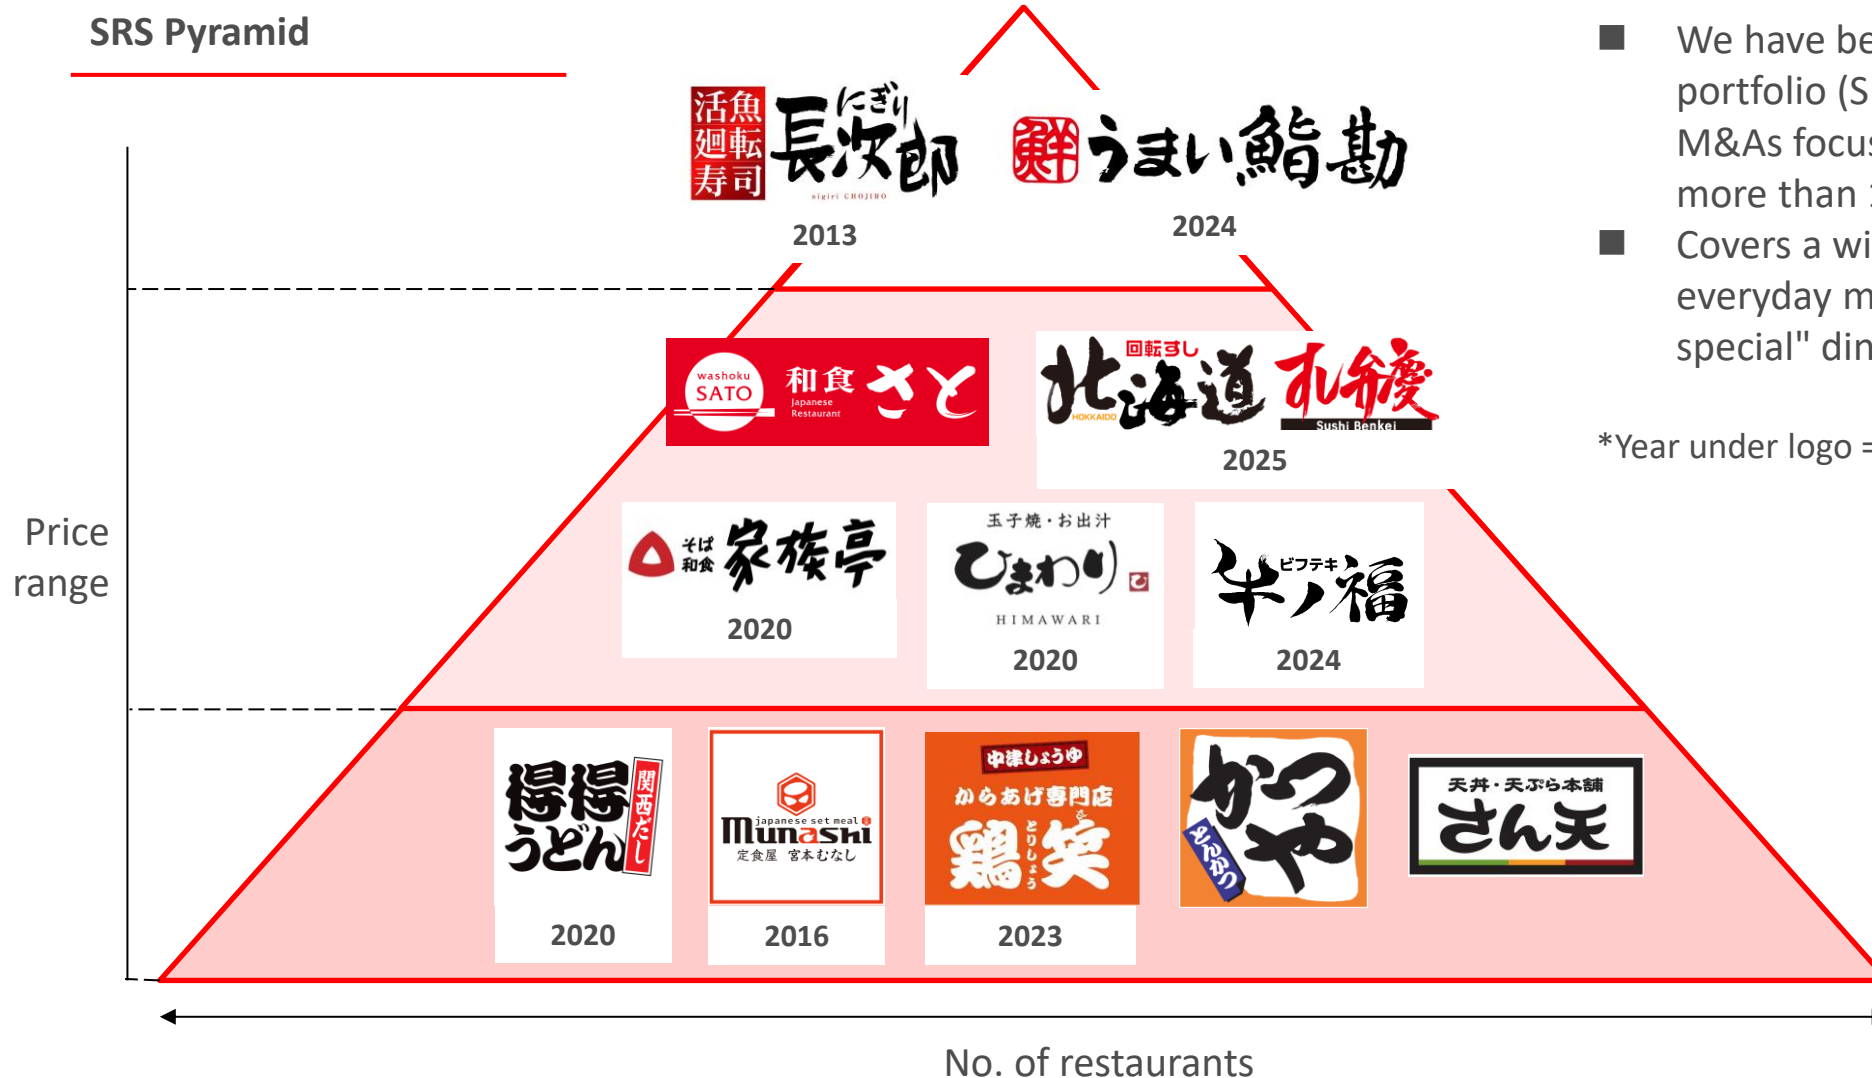 SRS Pyramid
活魚
廻転
寿司
にぎり
長次郎
nigiri CHOJIRO
2013
鮮
うまい鮨勘
2024
washoku
SATO
和食
Japanese
Restaurant
さと
回転すし
北海道
HOKKAIDO
すし弁慶
Sushi Benkei
2025
そば
和食
家族亭
2020
玉子焼・お出汁
ひまわり
ひ
HIMAWARI
2020
ビフテキ
牛ノ福
2024
得得
うどん
関西だし
2020
japanese set meal
munashi
定食屋 宮本むなし
2016
中津しょうゆ
からあげ専門店
鶏笑
とりしょう
2023
かつや
とんかつ
天丼・天ぷら本舗
さん天
Price
range
No. of restaurants
■ We have be
portfolio (S
M&As focus
more than
■ Covers a wi
everyday m
special" din
*Year under logo =